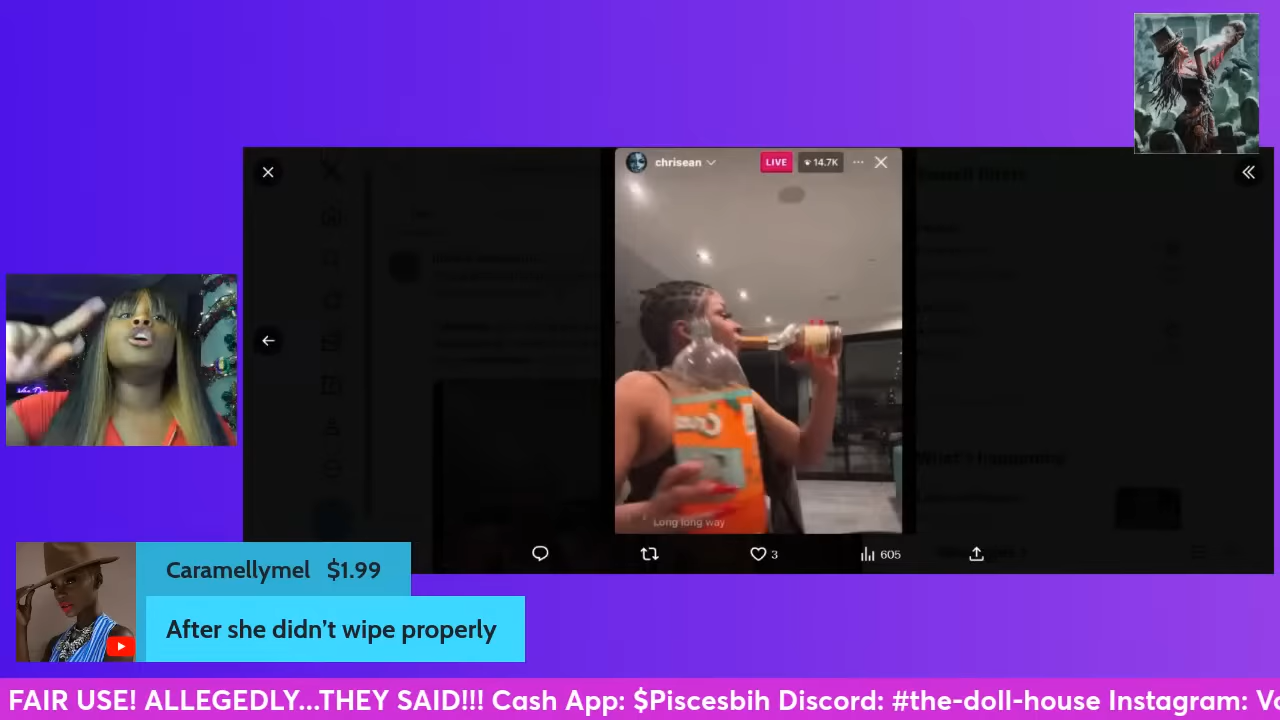 chrisean
LIVE
14.7K
Long long way
3
605
Caramellymel $1.99
After she didn’t wipe properly
FAIR USE! ALLEGEDLY...THEY SAID!!! Cash App: $Piscesbih Discord: #the-doll-house Instagram: